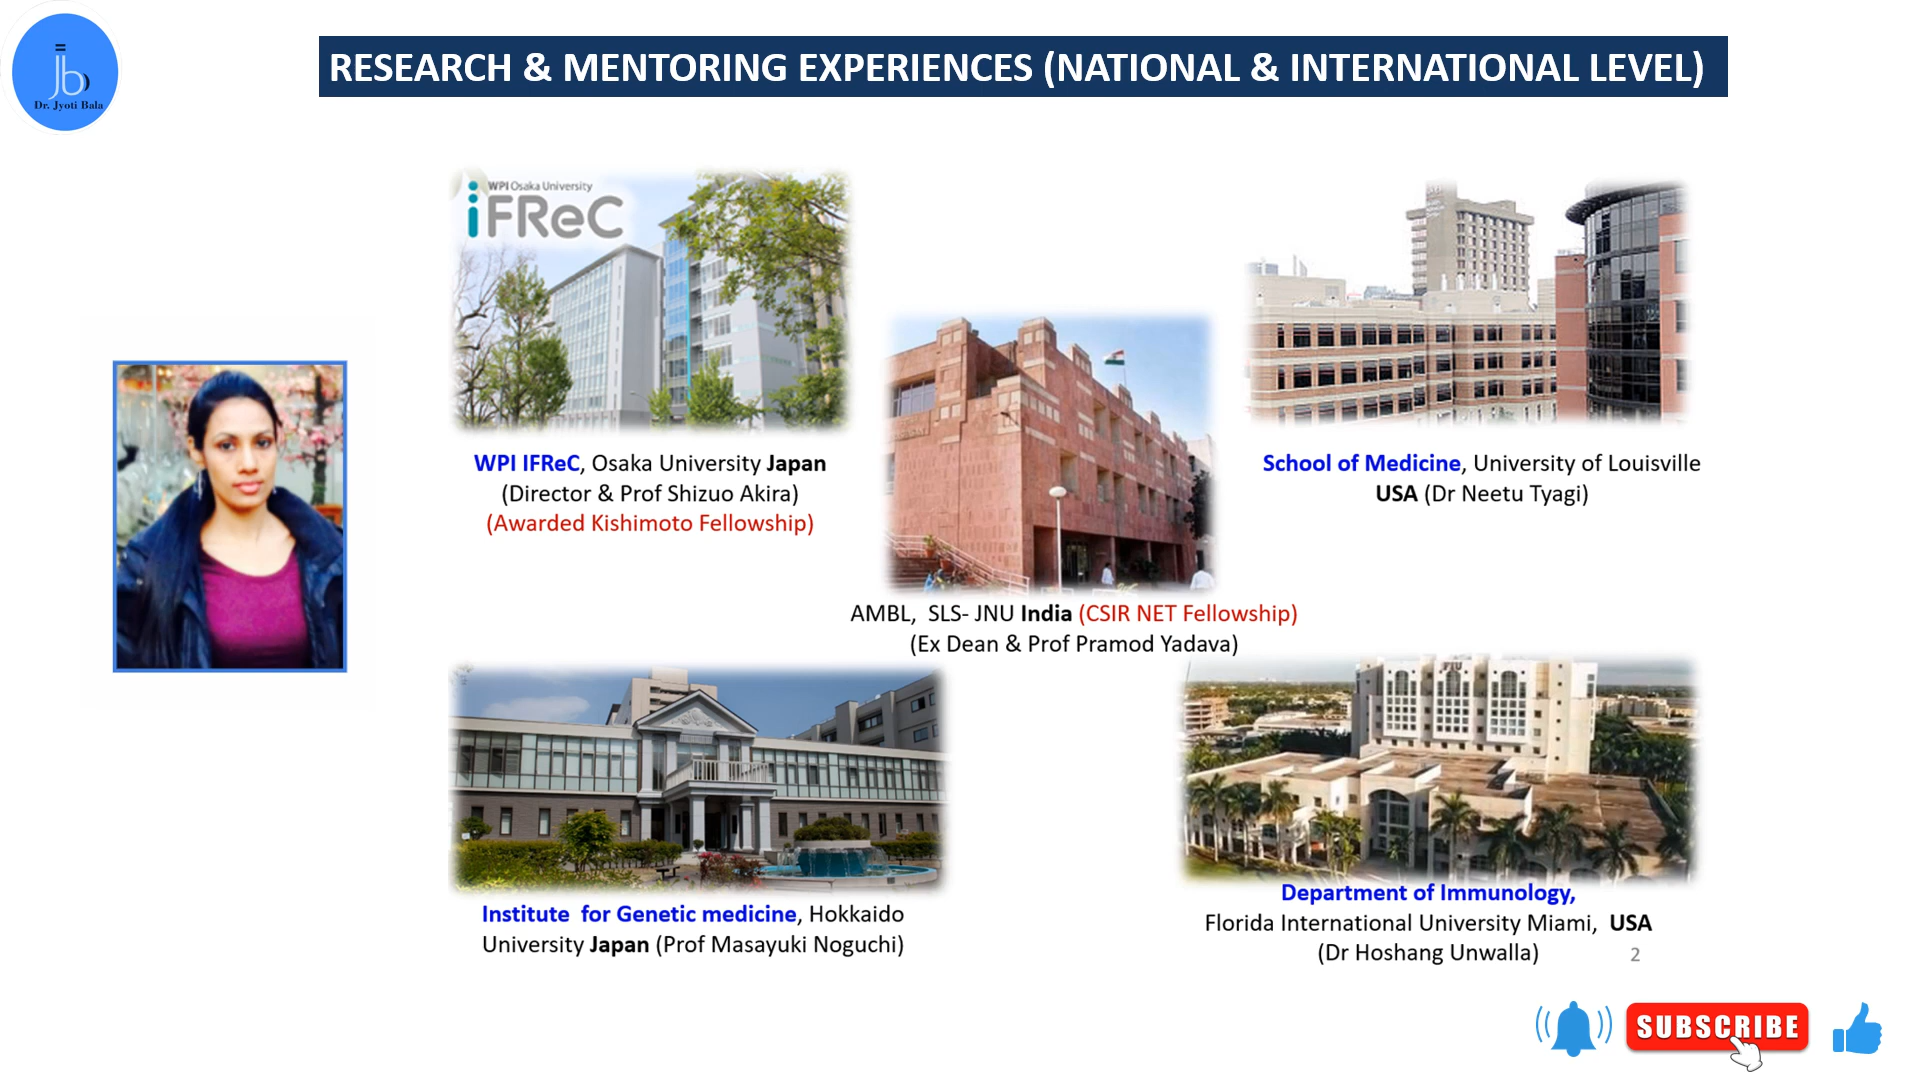 Dr. Jyoti Bala
RESEARCH & MENTORING EXPERIENCES (NATIONAL & INTERNATIONAL LEVEL)
WPI Osaka University
iFReC
WPI IFReC, Osaka University Japan
(Director & Prof Shizuo Akira)
(Awarded Kishimoto Fellowship)
School of Medicine, University of Louisville
USA (Dr Neetu Tyagi)
AMBL, SLS- JNU India (CSIR NET Fellowship)
(Ex Dean & Prof Pramod Yadava)
FIU
Institute for Genetic medicine, Hokkaido
University Japan (Prof Masayuki Noguchi)
Department of Immunology,
Florida International University Miami, USA
(Dr Hoshang Unwalla)
2
SUBSCRIBE